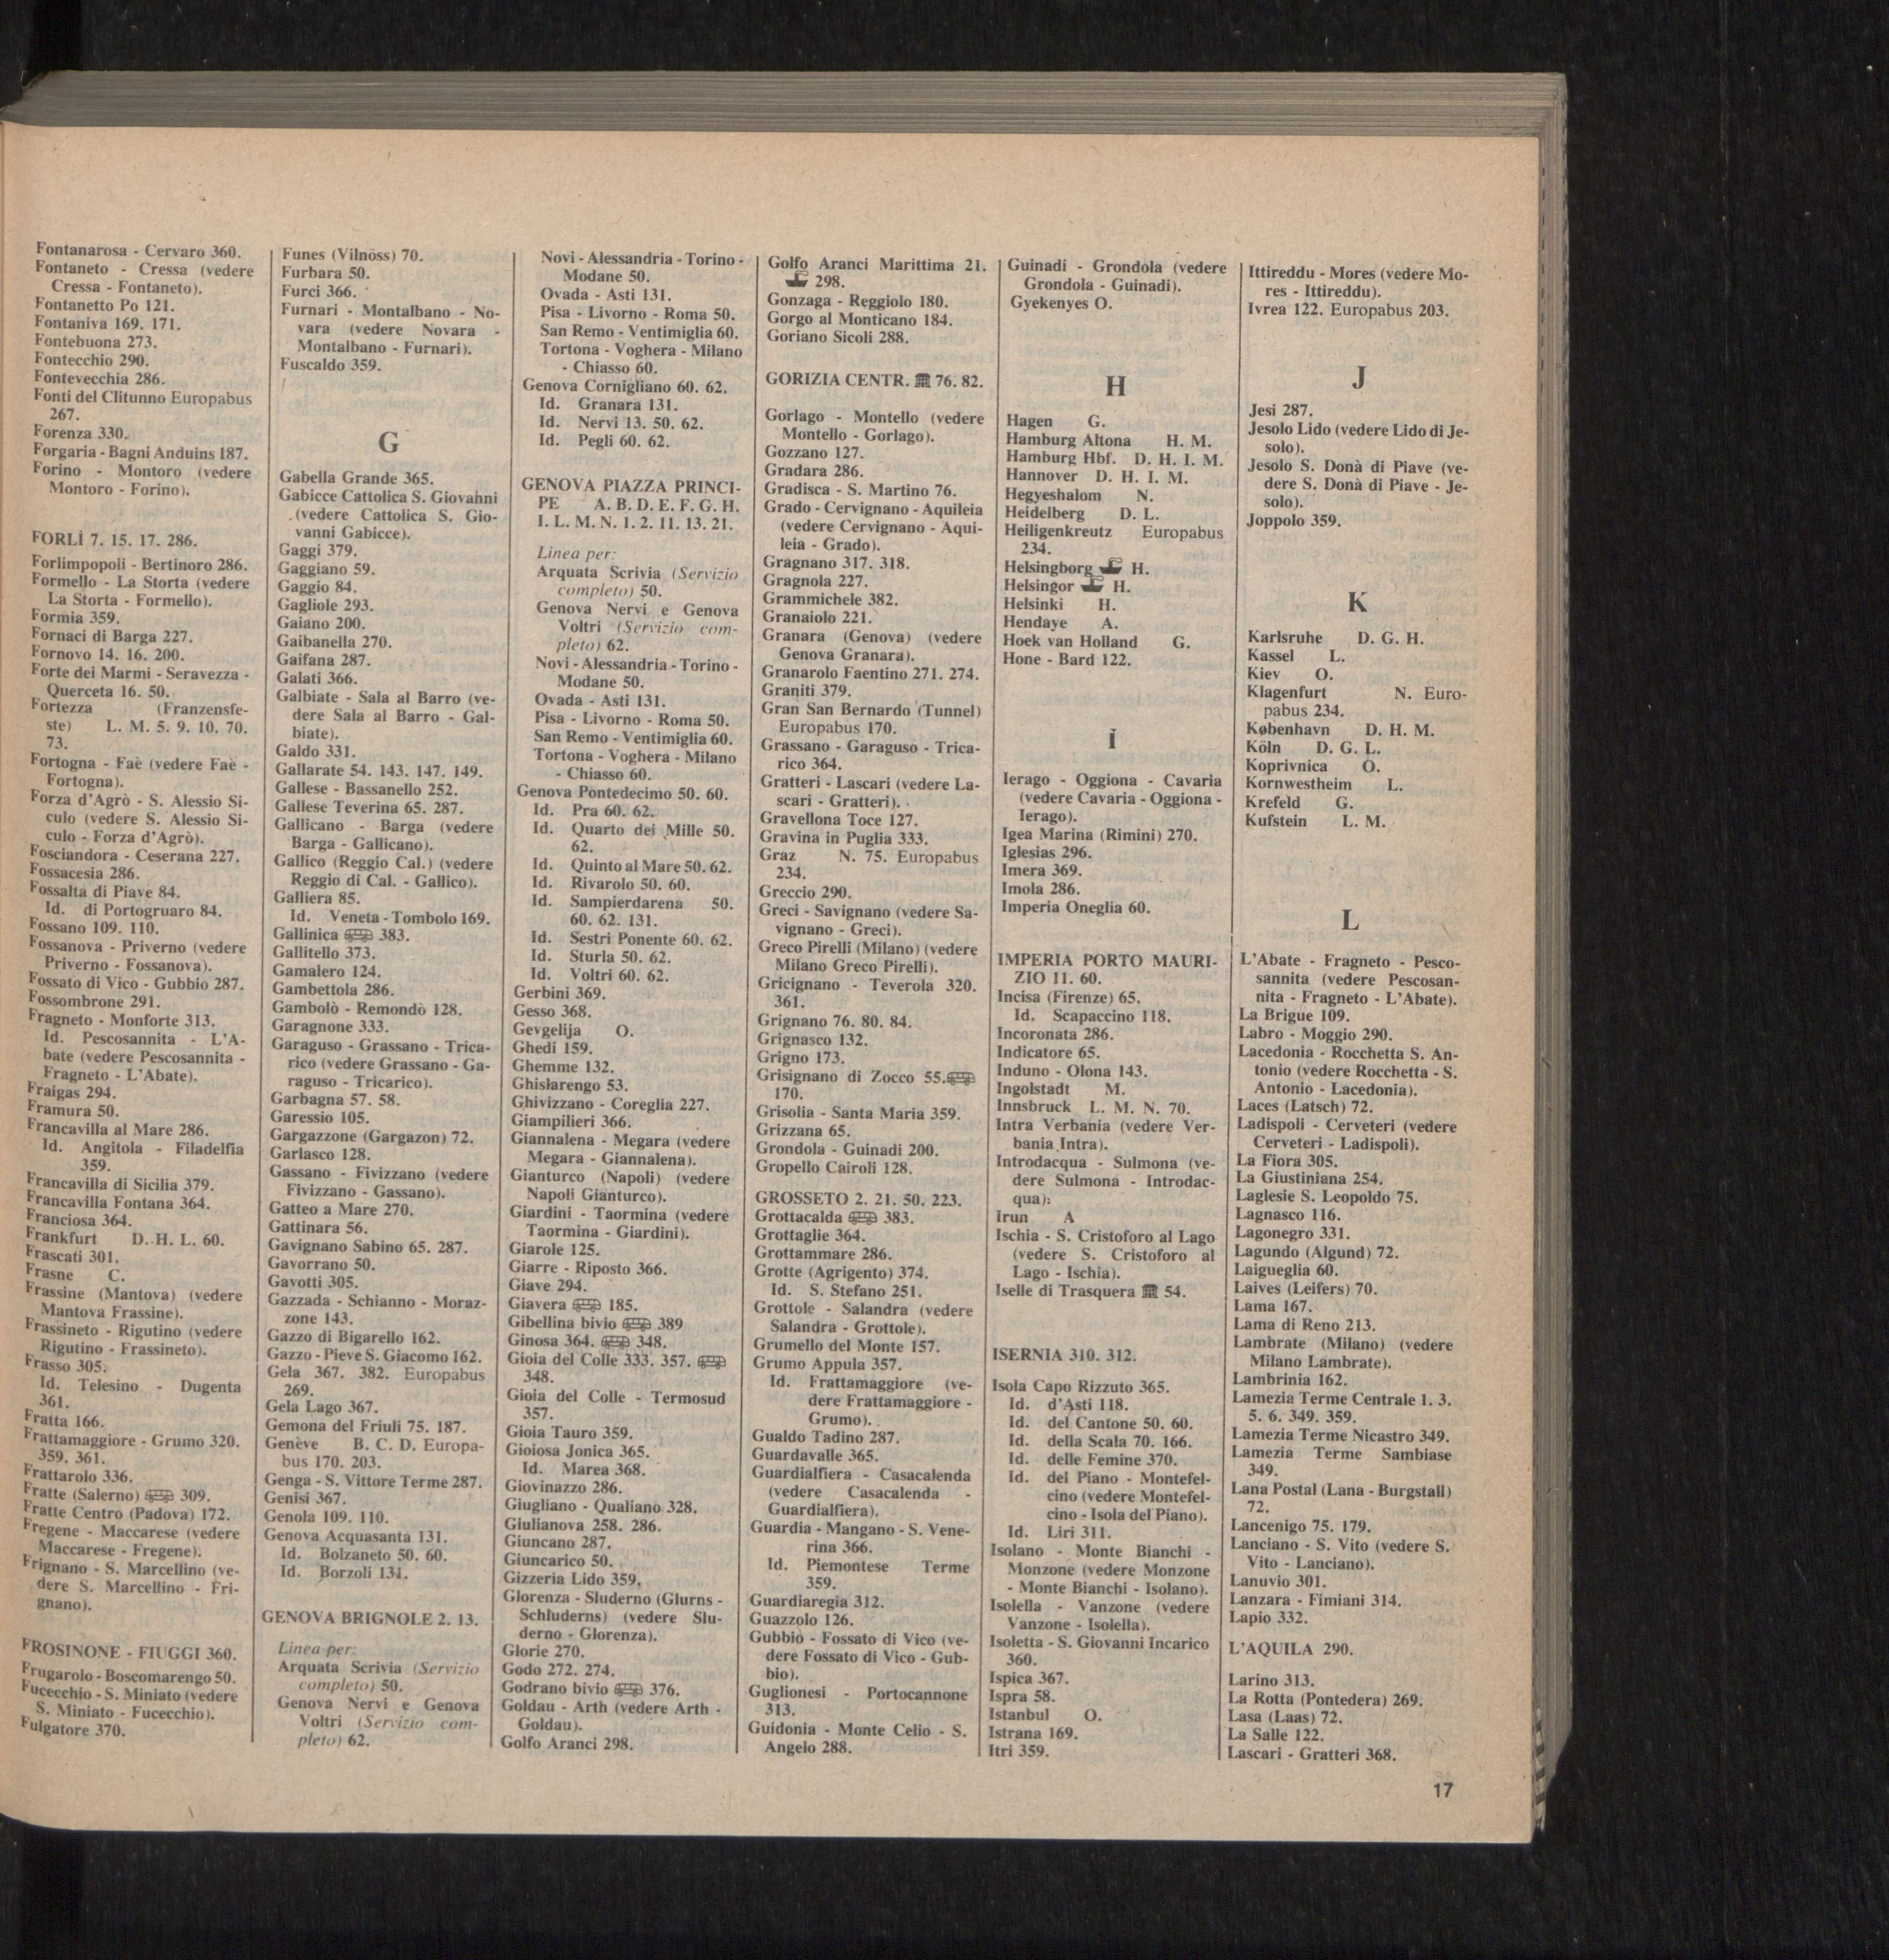 Fontanarosa - Cervaro 360.
Fontaneto - Cressa (vedere
Cressa - Fontaneto).
Fontanetto Po 121.
Fontaniva 169. 171.
Fontebuona 273.
Fontecchio 290.
Fontevecchia 286.
Fonti del Clitunno Europabus
267.
Forenza 330.
Forgaria - Bagni Anduins 187.
Forino - Montoro (vedere
Montoro - Forino).
FORLÌ 7. 15. 17. 286.
Forlimpopoli - Bertinoro 286.
Formello - La Storta (vedere
La Storta - Formello).
Formia 359.
Fornaci di Barga 227.
Fornovo 14. 16. 200.
Forte dei Marmi - Seravezza -
Querceta 16. 50.
Fortezza (Franzensfe-
ste) L. M. 5. 9. 10. 70.
73.
Fortogna - Faè (vedere Faè -
Fortogna).
Forza d'Agrò - S. Alessio Si-
culo (vedere S. Alessio Si-
culo - Forza d'Agrò).
Fosciandora - Ceserana 227.
Fossacesia 286.
Fossalta di Piave 84.
Id. di Portogruaro 84.
Fossano 109. 110.
Fossanova - Priverno (vedere
Priverno - Fossanova).
Fossato di Vico - Gubbio 287.
Fossombrone 291.
Fragneto - Monforte 313.
Id. Pescosannita - L'A-
bate (vedere Pescosannita -
Fragneto - L'Abate).
Fraigas 294.
Framura 50.
Francavilla al Mare 286.
Id. Angitola - Filadelfia
359.
Francavilla di Sicilia 379.
Francavilla Fontana 364.
Franciosa 364.
Frankfurt D. H. L. 60.
Frascati 301.
Frasne C.
Frassine (Mantova) (vedere
Mantova Frassine).
Frassineto - Rigutino (vedere
Rigutino - Frassineto).
Frasso 305.
Id. Telesino - Dugenta
361.
Fratta 166.
Frattamaggiore - Grumo 320.
359. 361.
Frattarolo 336.
Fratte (Salerno) 309.
Fratte Centro (Padova) 172.
Fregene - Maccarese (vedere
Maccarese - Fregene).
Frignano - S. Marcellino (ve-
dere S. Marcellino - Fri-
gnano).
FROSINONE - FIUGGI 360.
Frugarolo - Boscomarengo 50.
Fucecchio - S. Miniato (vedere
S. Miniato - Fucecchio).
Fulgatore 370.
Funes (Vilnöss) 70.
Furbara 50.
Furci 366.
Furnari - Montalbano - No-
vara (vedere Novara -
Montalbano - Furnari).
Fuscaldo 359.
G
Gabella Grande 365.
Gabicce Cattolica S. Giovanni
(vedere Cattolica S. Gio-
vanni Gabicce).
Gaggi 379.
Gaggiano 59.
Gaggio 84.
Gagliole 293.
Gaiano 200.
Gaibanella 270.
Gaifana 287.
Galati 366.
Galbiate - Sala al Barro (ve-
dere Sala al Barro - Gal-
biate).
Galdo 331.
Gallarate 54. 143. 147. 149.
Gallese - Bassanello 252.
Gallese Teverina 65. 287.
Gallicano - Barga (vedere
Barga - Gallicano).
Gallico (Reggio Cal.) (vedere
Reggio di Cal. - Gallico).
Galliera 85.
Id. Veneta - Tombolo 169.
Gallinica 383.
Gallitello 373.
Gamalero 124.
Gambettola 286.
Gambolò - Remondò 128.
Garagnone 333.
Garaguso - Grassano - Trica-
rico (vedere Grassano - Ga-
raguso - Tricarico).
Garbagna 57. 58.
Garessio 105.
Gargazzone (Gargazon) 72.
Garlasco 128.
Gassano - Fivizzano (vedere
Fivizzano - Gassano).
Gatteo a Mare 270.
Gattinara 56.
Gavignano Sabino 65. 287.
Gavorrano 50.
Gavotti 305.
Gazzada - Schianno - Moraz-
zone 143.
Gazzo di Bigarello 162.
Gazzo - Pieve S. Giacomo 162.
Gela 367. 382. Europabus
269.
Gela Lago 367.
Gemona del Friuli 75. 187.
Genève B. C. D. Europa-
bus 170. 203.
Genga - S. Vittore Terme 287.
Genisi 367.
Genola 109. 110.
Genova Acquasanta 131.
Id. Bolzaneto 50. 60.
Id. Borzoli 131.
GENOVA BRIGNOLE 2. 13.
Linea per:
Arquata Scrivia (Servizio
completo) 50.
Genova Nervi e Genova
Voltri (Servizio com-
pleto) 62.
Novi - Alessandria - Torino -
Modane 50.
Ovada - Asti 131.
Pisa - Livorno - Roma 50.
San Remo - Ventimiglia 60.
Tortona - Voghera - Milano
- Chiasso 60.
Genova Cornigliano 60. 62.
Id. Granara 131.
Id. Nervi 13. 50. 62.
Id. Pegli 60. 62.
GENOVA PIAZZA PRINCI-
PE A. B. D. E. F. G. H.
I. L. M. N. 1. 2. 11. 13. 21.
Linea per:
Arquata Scrivia (Servizio
completo) 50.
Genova Nervi e Genova
Voltri (Servizio com-
pleto) 62.
Novi - Alessandria - Torino -
Modane 50.
Ovada - Asti 131.
Pisa - Livorno - Roma 50.
San Remo - Ventimiglia 60.
Tortona - Voghera - Milano
- Chiasso 60.
Genova Pontedecimo 50. 60.
Id. Pra 60. 62.
Id. Quarto dei Mille 50.
62.
Id. Quinto al Mare 50. 62.
Id. Rivarolo 50. 60.
Id. Sampierdarena 50.
60. 62. 131.
Id. Sestri Ponente 60. 62.
Id. Sturla 50. 62.
Id. Voltri 60. 62.
Gerbini 369.
Gesso 368.
Gevgelija O.
Ghedi 159.
Ghemme 132.
Ghislarengo 53.
Ghivizzano - Coreglia 227.
Giampilieri 366.
Giannalena - Megara (vedere
Megara - Giannalena).
Gianturco (Napoli) (vedere
Napoli Gianturco).
Giardini - Taormina (vedere
Taormina - Giardini).
Giarole 125.
Giarre - Riposto 366.
Giave 294.
Giavera 185.
Gibellina bivio 389
Ginosa 364. 348.
Gioia del Colle 333. 357.
348.
Gioia del Colle - Termosud
357.
Gioia Tauro 359.
Gioiosa Jonica 365.
Id. Marea 368.
Giovinazzo 286.
Giugliano - Qualiano 328.
Giulianova 258. 286.
Giuncano 287.
Giuncarico 50.
Gizzeria Lido 359.
Glorenza - Sluderno (Glurns -
Schluderns) (vedere Slu-
derno - Glorenza).
Glorie 270.
Godo 272. 274.
Godrano bivio 376.
Goldau - Arth (vedere Arth -
Goldau).
Golfo Aranci 298.
Golfo Aranci Marittima 21.
298.
Gonzaga - Reggiolo 180.
Gorgo al Monticano 184.
Goriano Sicoli 288.
GORIZIA CENTR. 76. 82.
Gorlago - Montello (vedere
Montello - Gorlago).
Gozzano 127.
Gradara 286.
Gradisca - S. Martino 76.
Grado - Cervignano - Aquileia
(vedere Cervignano - Aqui-
leia - Grado).
Gragnano 317. 318.
Gragnola 227.
Grammichele 382.
Granaiolo 221.
Granara (Genova) (vedere
Genova Granara).
Granarolo Faentino 271. 274.
Graniti 379.
Gran San Bernardo (Tunnel)
Europabus 170.
Grassano - Garaguso - Trica-
rico 364.
Gratteri - Lascari (vedere La-
scari - Gratteri).
Gravellona Toce 127.
Gravina in Puglia 333.
Graz N. 75. Europabus
234.
Greccio 290.
Greci - Savignano (vedere Sa-
vignano - Greci).
Greco Pirelli (Milano) (vedere
Milano Greco Pirelli).
Gricignano - Teverola 320.
361.
Grignano 76. 80. 84.
Grignasco 132.
Grigno 173.
Grisignano di Zocco 55.
170.
Grisolia - Santa Maria 359.
Grizzana 65.
Grondola - Guinadi 200.
Gropello Cairoli 128.
GROSSETO 2. 21. 50. 223.
Grottacalda 383.
Grottaglie 364.
Grottammare 286.
Grotte (Agrigento) 374.
Id. S. Stefano 251.
Grottole - Salandra (vedere
Salandra - Grottole).
Grumello del Monte 157.
Grumo Appula 357.
Id. Frattamaggiore (ve-
dere Frattamaggiore -
Grumo).
Gualdo Tadino 287.
Guardavalle 365.
Guardialfiera - Casacalenda
(vedere Casacalenda -
Guardialfiera).
Guardia - Mangano - S. Vene-
rina 366.
Id. Piemontese Terme
359.
Guardiaregia 312.
Guazzolo 126.
Gubbio - Fossato di Vico (ve-
dere Fossato di Vico - Gub-
bio).
Guglionesi - Portocannone
313.
Guidonia - Monte Celio - S.
Angelo 288.
Guinadi - Grondola (vedere
Grondola - Guinadi).
Gyekenyes O.
H
Hagen G.
Hamburg Altona H. M.
Hamburg Hbf. D. H. I. M.
Hannover D. H. I. M.
Hegyeshalom N.
Heidelberg D. L.
Heiligenkreutz Europabus
234.
Helsingborg H.
Helsingor H.
Helsinki H.
Hendaye A.
Hoek van Holland G.
Hone - Bard 122.
I
Ierago - Oggiona - Cavaria
(vedere Cavaria - Oggiona -
Ierago).
Igea Marina (Rimini) 270.
Iglesias 296.
Imera 369.
Imola 286.
Imperia Oneglia 60.
IMPERIA PORTO MAURI-
ZIO 11. 60.
Incisa (Firenze) 65.
Id. Scapaccino 118.
Incoronata 286.
Indicatore 65.
Induno - Olona 143.
Ingolstadt M.
Innsbruck L. M. N. 70.
Intra Verbania (vedere Ver-
bania Intra).
Introdacqua - Sulmona (ve-
dere Sulmona - Introdac-
qua).
Irun A
Ischia - S. Cristoforo al Lago
(vedere S. Cristoforo al
Lago - Ischia).
Iselle di Trasquera 54.
ISERNIA 310. 312.
Isola Capo Rizzuto 365.
Id. d'Asti 118.
Id. del Cantone 50. 60.
Id. della Scala 70. 166.
Id. delle Femine 370.
Id. del Piano - Montefel-
cino (vedere Montefel-
cino - Isola del Piano).
Id. Liri 311.
Isolano - Monte Bianchi -
Monzone (vedere Monzone
- Monte Bianchi - Isolano).
Isolella - Vanzone (vedere
Vanzone - Isolella).
Isoletta - S. Giovanni Incarico
360.
Ispica 367.
Ispra 58.
Istanbul O.
Istrana 169.
Itri 359.
Ittireddu - Mores (vedere Mo-
res - Ittireddu).
Ivrea 122. Europabus 203.
J
Jesi 287.
Jesolo Lido (vedere Lido di Je-
solo).
Jesolo S. Donà di Piave (ve-
dere S. Donà di Piave - Je-
solo).
Joppolo 359.
K
Karlsruhe D. G. H.
Kassel L.
Kiev O.
Klagenfurt N. Euro-
pabus 234.
København D. H. M.
Köln D. G. L.
Koprivnica O.
Kornwestheim L.
Krefeld G.
Kufstein L. M.
L
L'Abate - Fragneto - Pesco-
sannita (vedere Pescosan-
nita - Fragneto - L'Abate).
La Brigue 109.
Labro - Moggio 290.
Lacedonia - Rocchetta S. An-
tonio (vedere Rocchetta - S.
Antonio - Lacedonia).
Laces (Latsch) 72.
Ladispoli - Cerveteri (vedere
Cerveteri - Ladispoli).
La Fiora 305.
La Giustiniana 254.
Laglesie S. Leopoldo 75.
Lagnasco 116.
Lagonegro 331.
Lagundo (Algund) 72.
Laigueglia 60.
Laives (Leifers) 70.
Lama 167.
Lama di Reno 213.
Lambrate (Milano) (vedere
Milano Lambrate).
Lambrinia 162.
Lamezia Terme Centrale 1. 3.
5. 6. 349. 359.
Lamezia Terme Nicastro 349.
Lamezia Terme Sambiase
349.
Lana Postal (Lana - Burgstall)
72.
Lancenigo 75. 179.
Lanciano - S. Vito (vedere S.
Vito - Lanciano).
Lanuvio 301.
Lanzara - Fimiani 314.
Lapio 332.
L'AQUILA 290.
Larino 313.
La Rotta (Pontedera) 269.
Lasa (Laas) 72.
La Salle 122.
Lascari - Gratteri 368.
17